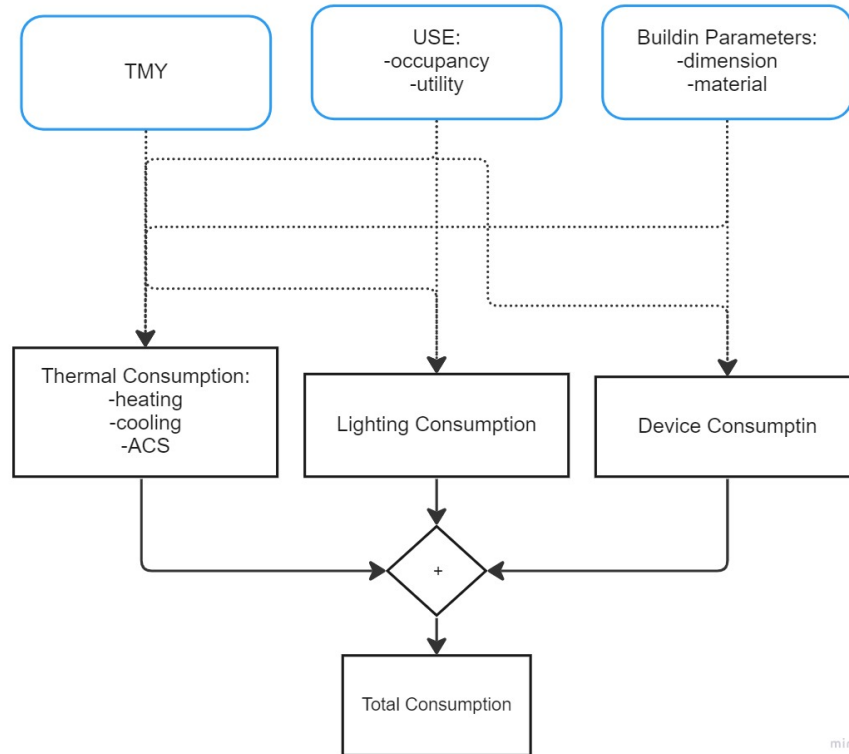 TMY
USE:
-occupancy
-utility
Buildin Parameters:
-dimension
-material
Thermal Consumption:
-heating
-cooling
-ACS
Lighting Consumption
Device Consumptin
+
Total Consumption